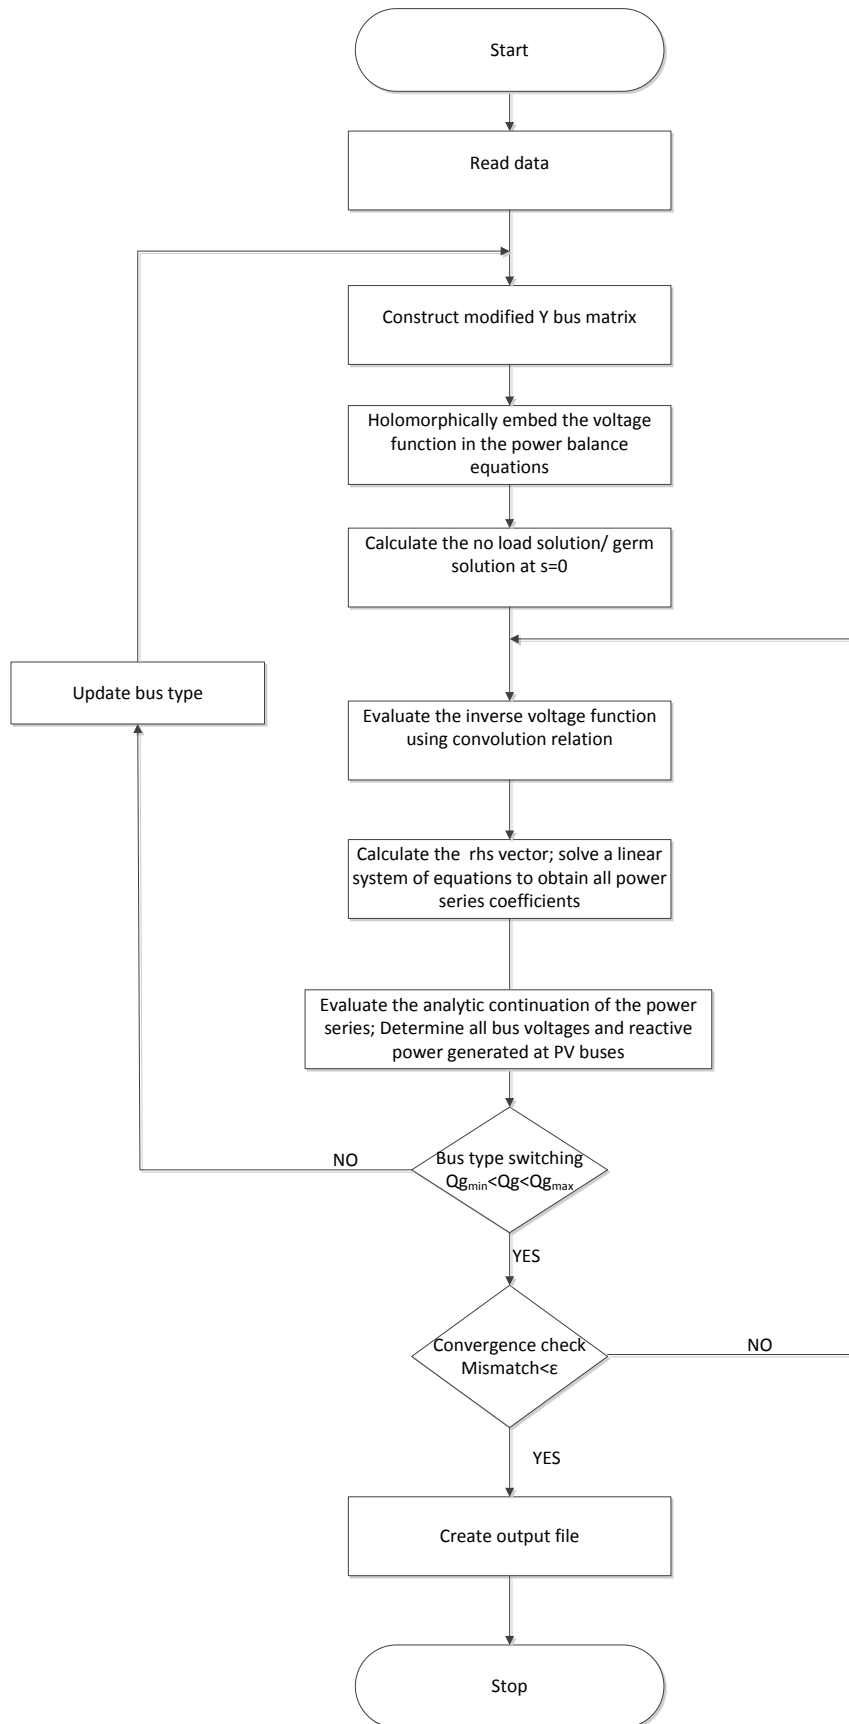 Start
Read data
Construct modified Y bus matrix
Holomorphically embed the voltage
function in the power balance
equations
Calculate the no load solution/ germ
solution at s=0
Update bus type
Evaluate the inverse voltage function
using convolution relation
Calculate the  rhs vector; solve a linear
system of equations to obtain all power
series coefficients
Evaluate the analytic continuation of the power
series; Determine all bus voltages and reactive
power generated at PV buses
NO
Bus type switching
Qgmin<Qg<Qgmax
YES
Convergence check
Mismatch<ε
NO
YES
Create output file
Stop